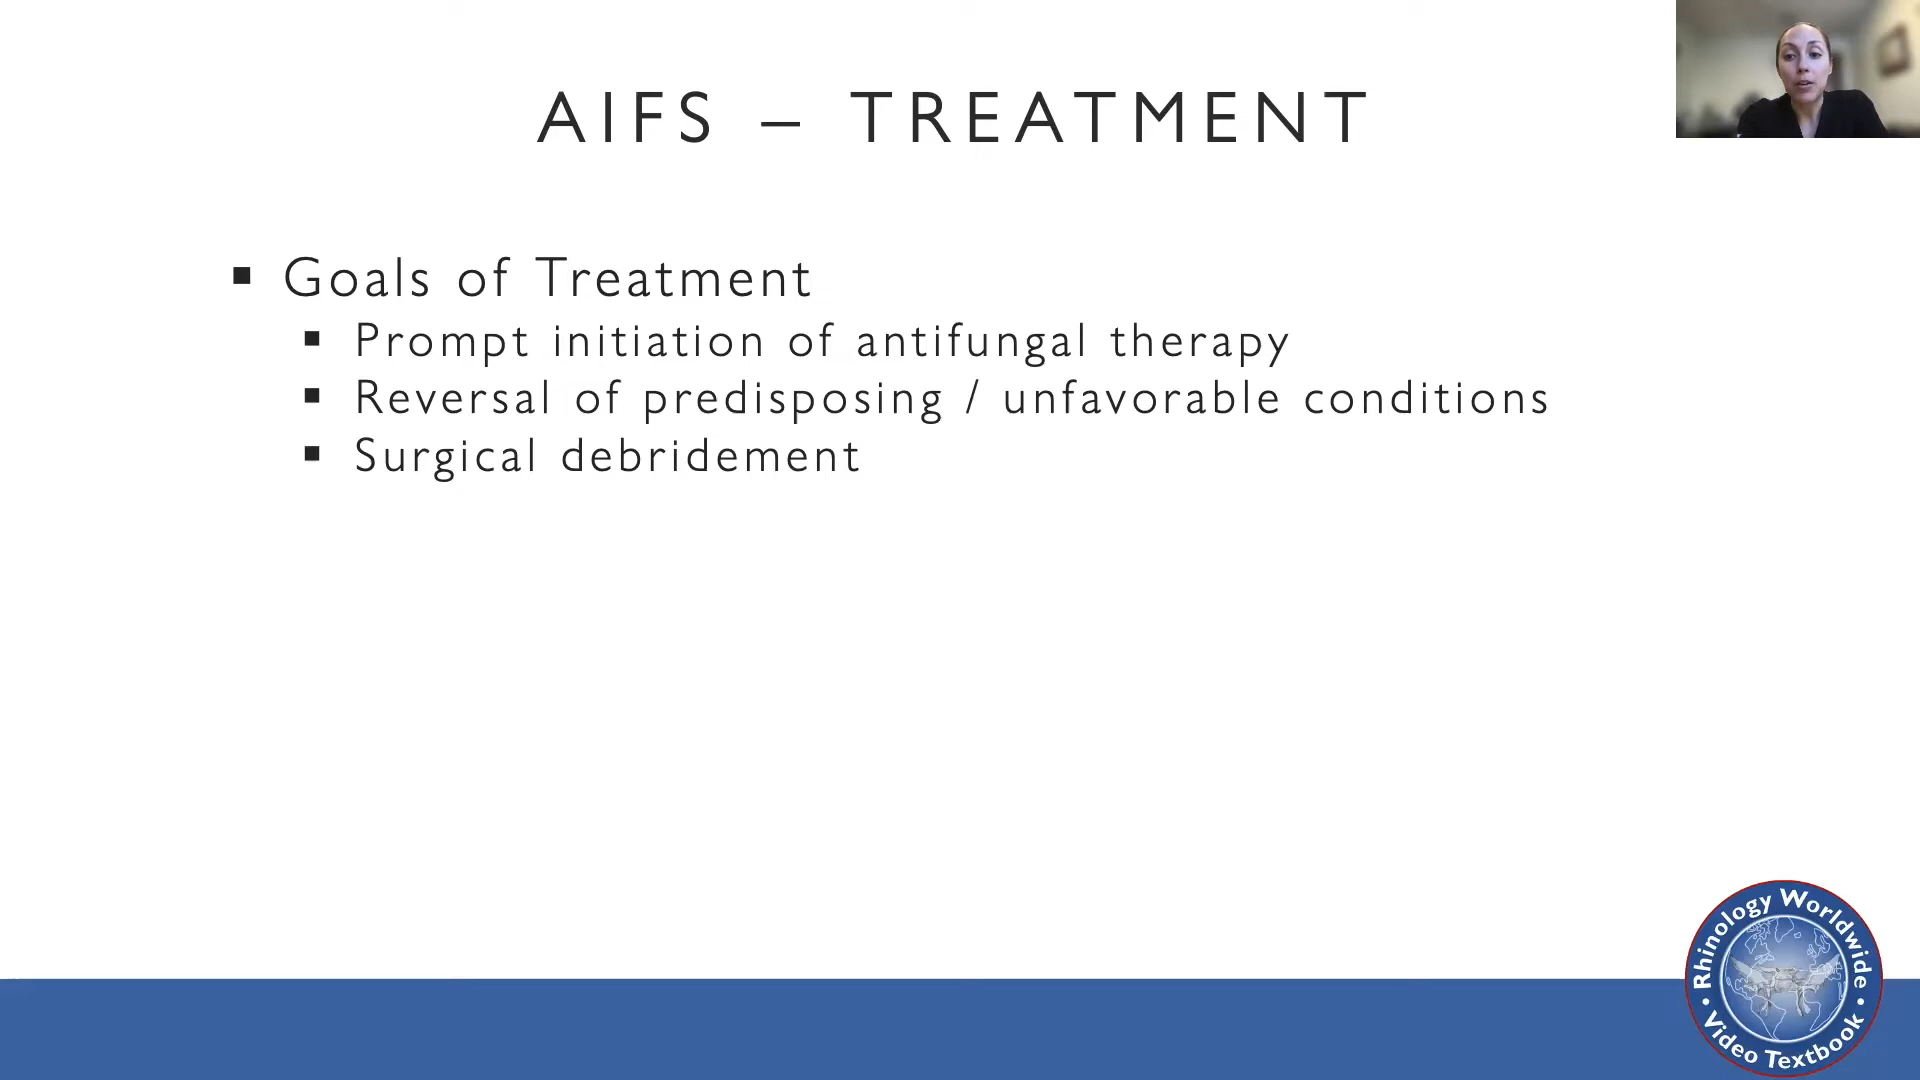 AIFS – TREATMENT
▪ Goals of Treatment
▪ Prompt initiation of antifungal therapy
▪ Reversal of predisposing / unfavorable conditions
▪ Surgical debridement
Rhinology Worldwide
• Video Textbook •